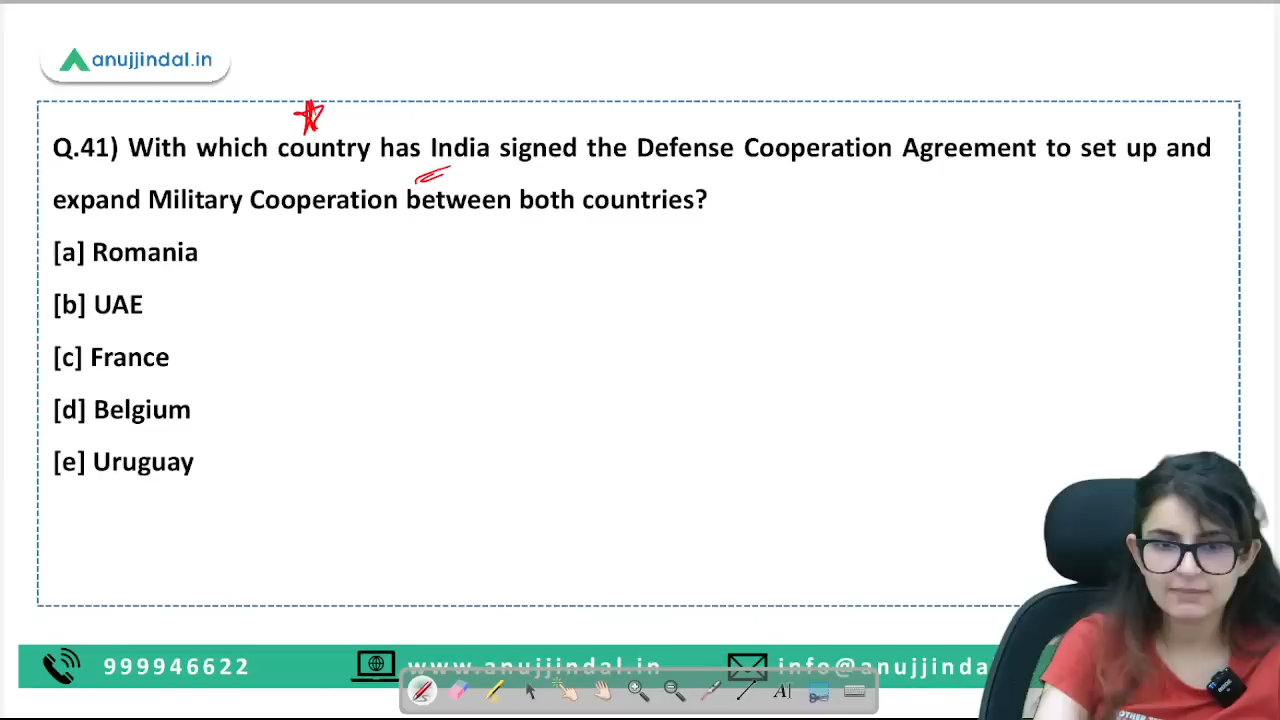 anujjindal.in
Q.41) With which country has India signed the Defense Cooperation Agreement to set up and
expand Military Cooperation between both countries?
[a] Romania
[b] UAE
[c] France
[d] Belgium
[e] Uruguay
999946622
www.anujjindal.in
info@anujjinda
AI